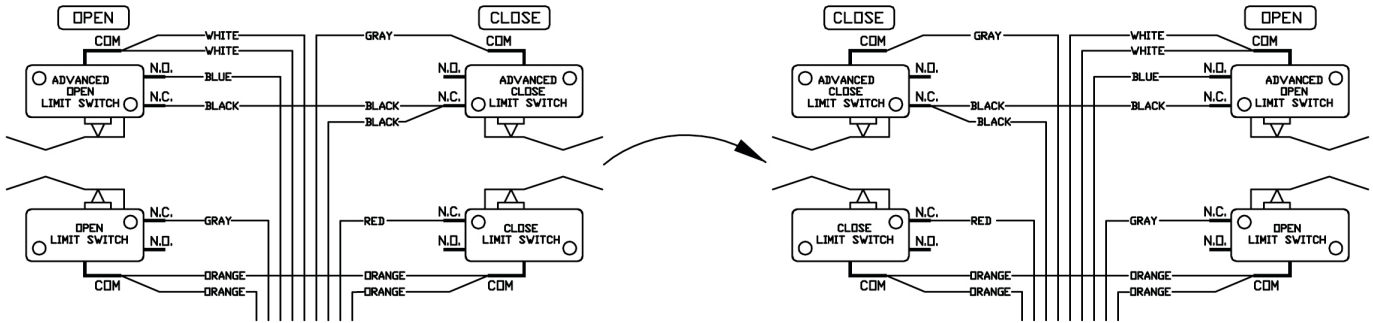 OPEN
CLOSE
COM
WHITE
GRAY
COM
WHITE
N.O.
N.O.
ADVANCED
OPEN
LIMIT SWITCH
BLUE
ADVANCED
CLOSE
LIMIT SWITCH
N.C.
BLACK
BLACK
N.C.
BLACK
N.C.
GRAY
RED
N.C.
OPEN
LIMIT SWITCH
CLOSE
LIMIT SWITCH
N.O.
N.O.
ORANGE
ORANGE
COM
ORANGE
ORANGE
COM
CLOSE
OPEN
COM
GRAY
WHITE
COM
WHITE
N.O.
N.O.
ADVANCED
CLOSE
LIMIT SWITCH
BLUE
ADVANCED
OPEN
LIMIT SWITCH
N.C.
BLACK
BLACK
N.C.
BLACK
N.C.
RED
GRAY
N.C.
CLOSE
LIMIT SWITCH
OPEN
LIMIT SWITCH
N.O.
N.O.
ORANGE
ORANGE
COM
ORANGE
ORANGE
COM